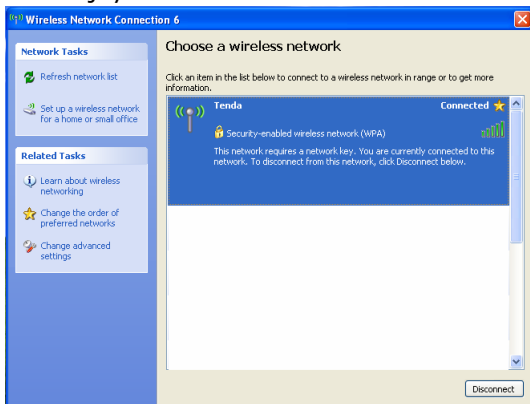 Wireless Network Connection 6
Network Tasks
Refresh network list
Set up a wireless network
for a home or small office
Related Tasks
Learn about wireless
networking
Change the order of
preferred networks
Change advanced
settings
Choose a wireless network
Click an item in the list below to connect to a wireless network in range or to get more
information.
Tenda Connected
Security-enabled wireless network (WPA)
This network requires a network key. You are currently connected to this
network. To disconnect from this network, click Disconnect below.
Disconnect